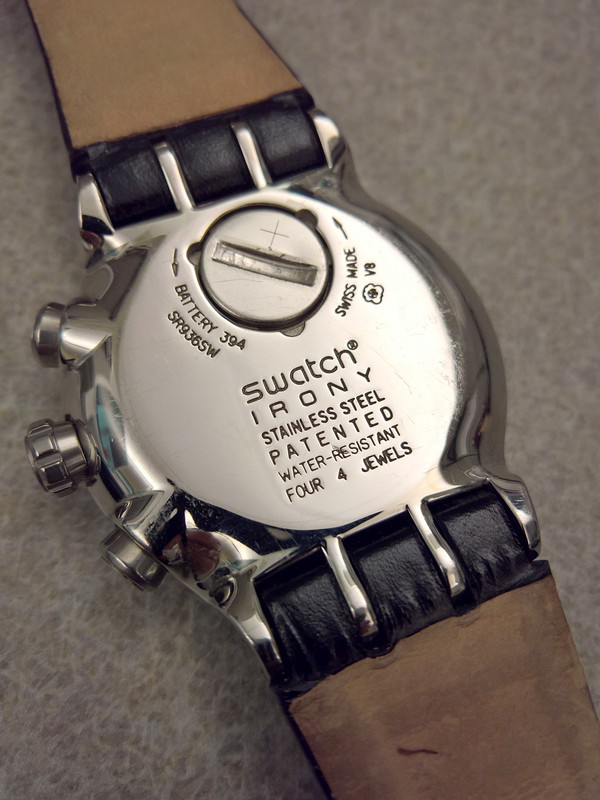 +
BATTERY 394
SR936SW
SWISS MADE
V8
swatch®
IRONY
STAINLESS STEEL
PATENTED
WATER-RESISTANT
FOUR 4 JEWELS